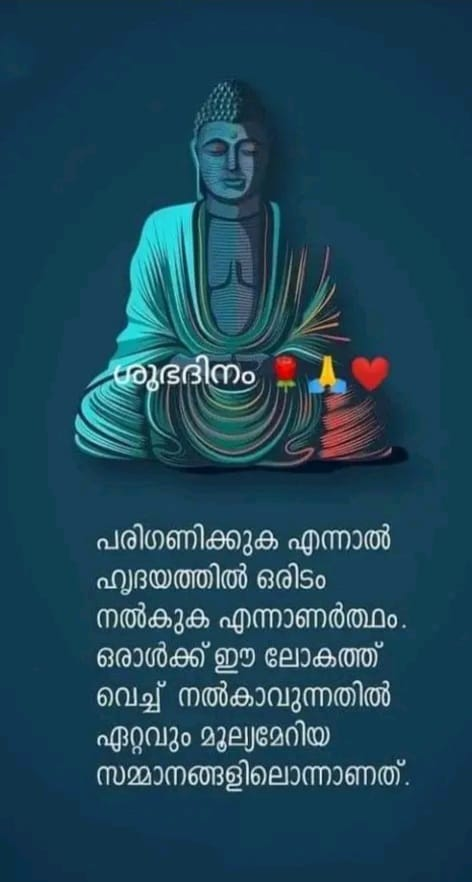 ശുഭദിനം 🌹🙏❤️
പരിഗണിക്കുക എന്നാൽ
ഹൃദയത്തിൽ ഒരിടം
നൽകുക എന്നാണർത്ഥം.
ഒരാൾക്ക് ഈ ലോകത്ത്
വെച്ച് നൽകാവുന്നതിൽ
ഏറ്റവും മൂല്യമേറിയ
സമ്മാനങ്ങളിലൊന്നാണത്.